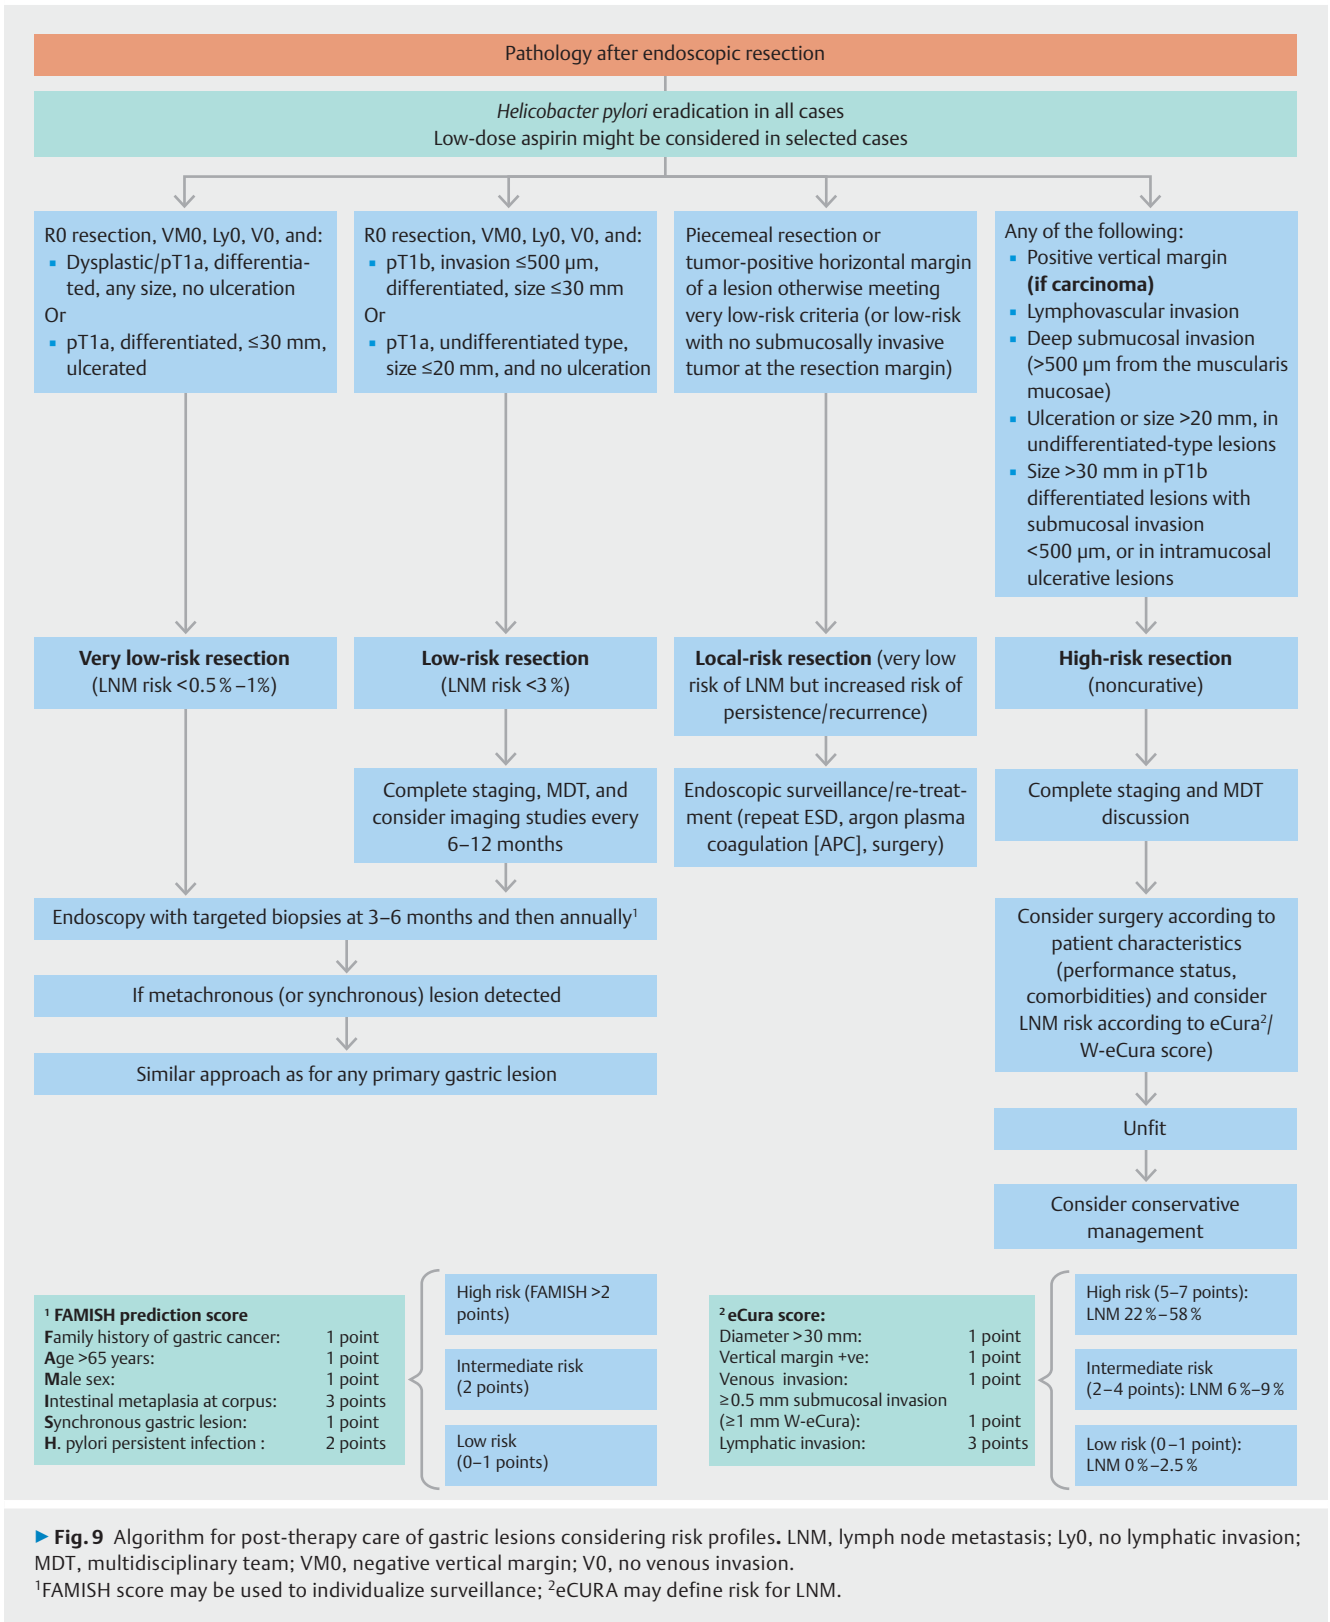 Pathology after endoscopic resection
Helicobacter pylori eradication in all cases
Low-dose aspirin might be considered in selected cases
R0 resection, VM0, Ly0, V0, and:
▪ Dysplastic/pT1a, differentia-
ted, any size, no ulceration
Or
▪ pT1a, differentiated, ≤30 mm,
ulcerated
R0 resection, VM0, Ly0, V0, and:
▪ pT1b, invasion ≤500 µm,
differentiated, size ≤30 mm
Or
▪ pT1a, undifferentiated type,
size ≤20 mm, and no ulceration
Piecemeal resection or
tumor-positive horizontal margin
of a lesion otherwise meeting
very low-risk criteria (or low-risk
with no submucosally invasive
tumor at the resection margin)
Any of the following:
▪ Positive vertical margin
(if carcinoma)
▪ Lymphovascular invasion
▪ Deep submucosal invasion
(>500 µm from the muscularis
mucosae)
▪ Ulceration or size >20 mm, in
undifferentiated-type lesions
▪ Size >30 mm in pT1b
differentiated lesions with
submucosal invasion
<500 µm, or in intramucosal
ulcerative lesions
Very low-risk resection
(LNM risk <0.5 %–1%)
Low-risk resection
(LNM risk <3 %)
Local-risk resection (very low
risk of LNM but increased risk of
persistence/recurrence)
High-risk resection
(noncurative)
Complete staging, MDT, and
consider imaging studies every
6–12 months
Endoscopic surveillance/re-treat-
ment (repeat ESD, argon plasma
coagulation [APC], surgery)
Complete staging and MDT
discussion
Endoscopy with targeted biopsies at 3–6 months and then annually¹
If metachronous (or synchronous) lesion detected
Similar approach as for any primary gastric lesion
Consider surgery according to
patient characteristics
(performance status,
comorbidities) and consider
LNM risk according to eCura²/
W-eCura score)
Unfit
Consider conservative
management
¹ FAMISH prediction score
Family history of gastric cancer: 1 point
Age >65 years: 1 point
Male sex: 1 point
Intestinal metaplasia at corpus: 3 points
Synchronous gastric lesion: 1 point
H. pylori persistent infection : 2 points
High risk (FAMISH >2
points)
Intermediate risk
(2 points)
Low risk
(0–1 points)
² eCura score:
Diameter >30 mm: 1 point
Vertical margin +ve: 1 point
Venous invasion: 1 point
≥0.5 mm submucosal invasion
(≥1 mm W-eCura): 1 point
Lymphatic invasion: 3 points
High risk (5–7 points):
LNM 22 %–58 %
Intermediate risk
(2–4 points): LNM 6 %–9 %
Low risk (0–1 point):
LNM 0 %–2.5 %
► Fig. 9 Algorithm for post-therapy care of gastric lesions considering risk profiles. LNM, lymph node metastasis; Ly0, no lymphatic invasion;
MDT, multidisciplinary team; VM0, negative vertical margin; V0, no venous invasion.
¹FAMISH score may be used to individualize surveillance; ²eCURA may define risk for LNM.